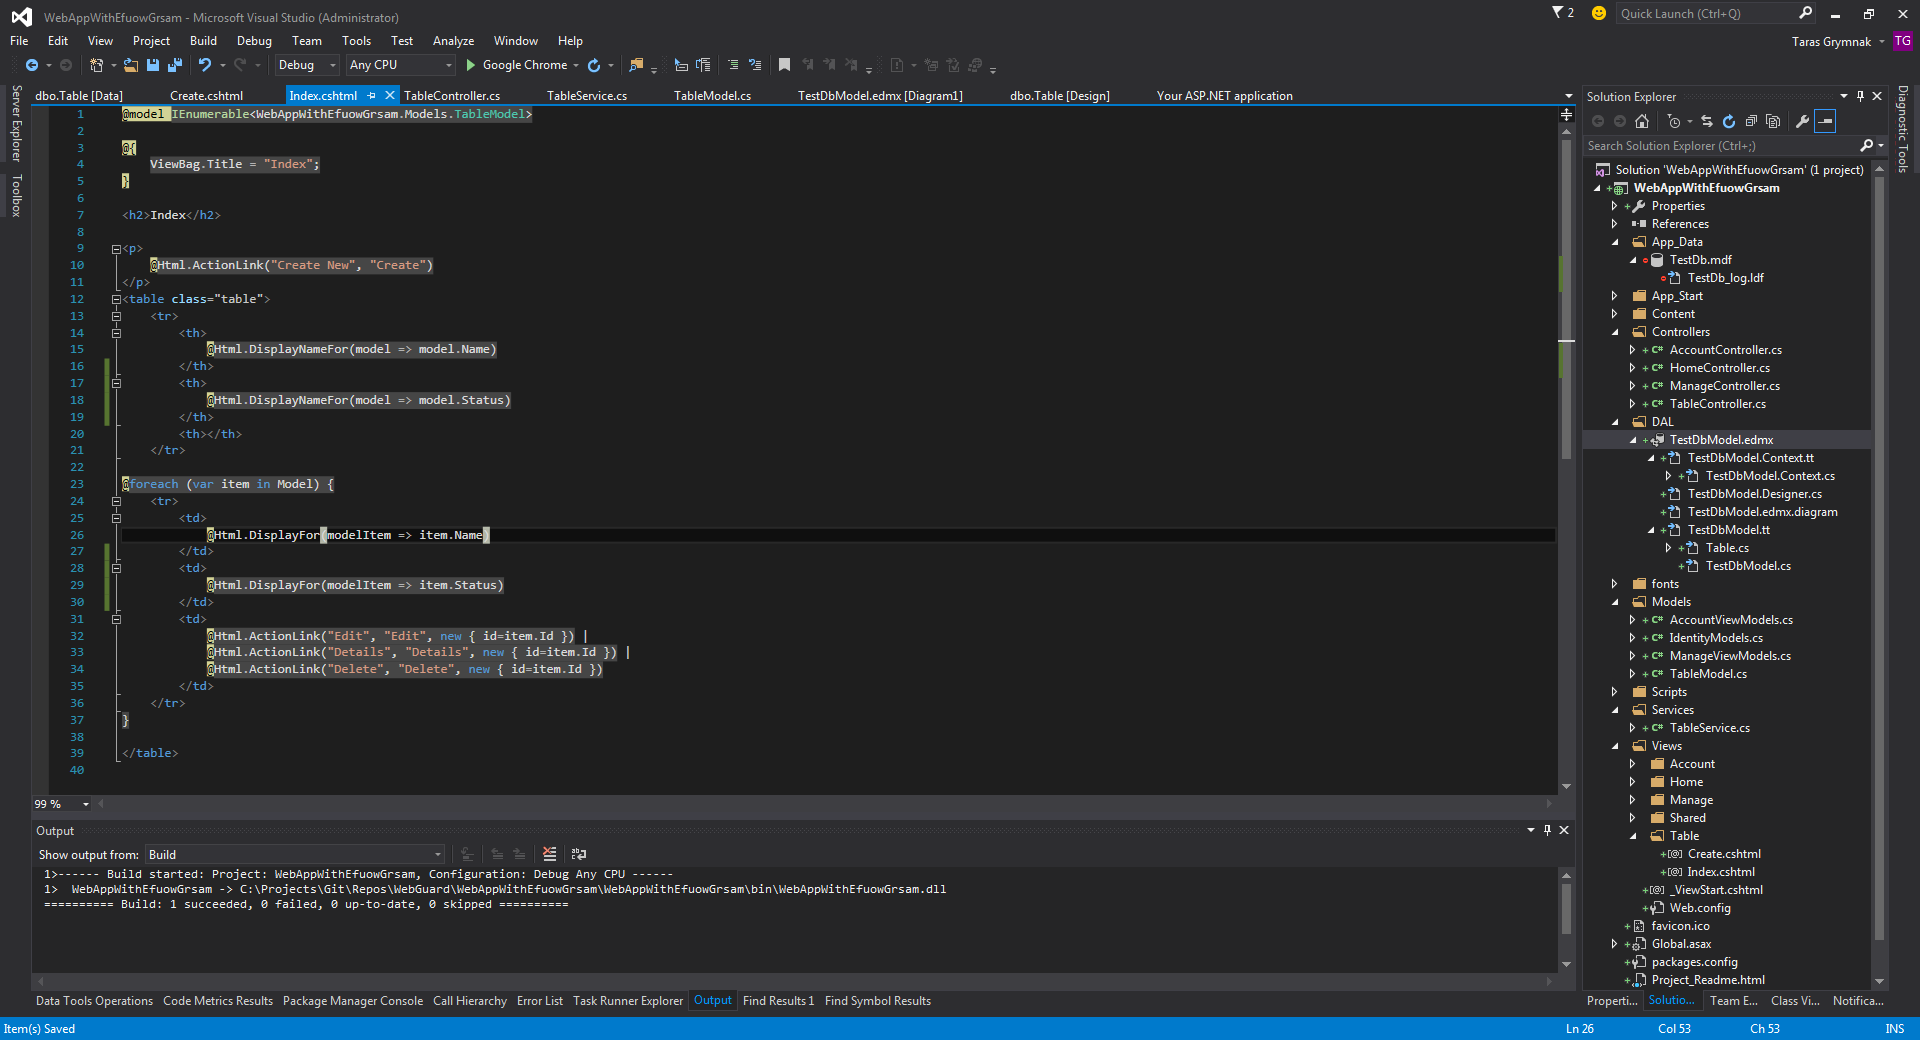 WebAppWithEfuowGrsam - Microsoft Visual Studio (Administrator)
2
Quick Launch (Ctrl+Q)
File Edit View Project Build Debug Team Tools Test Analyze Window Help
Taras Grymnak TG
Debug Any CPU Google Chrome
Server Explorer
Toolbox
dbo.Table [Data] Create.cshtml Index.cshtml TableController.cs TableService.cs TableModel.cs TestDbModel.edmx [Diagram1] dbo.Table [Design] Your ASP.NET application
1 @model IEnumerable<WebAppWithEfuowGrsam.Models.TableModel>
2
3 @{
4 ViewBag.Title = "Index";
5 }
6
7 <h2>Index</h2>
8
9 <p>
10 @Html.ActionLink("Create New", "Create")
11 </p>
12 <table class="table">
13 <tr>
14 <th>
15 @Html.DisplayNameFor(model => model.Name)
16 </th>
17 <th>
18 @Html.DisplayNameFor(model => model.Status)
19 </th>
20 <th></th>
21 </tr>
22
23 @foreach (var item in Model) {
24 <tr>
25 <td>
26 @Html.DisplayFor(modelItem => item.Name)
27 </td>
28 <td>
29 @Html.DisplayFor(modelItem => item.Status)
30 </td>
31 <td>
32 @Html.ActionLink("Edit", "Edit", new { id=item.Id }) |
33 @Html.ActionLink("Details", "Details", new { id=item.Id }) |
34 @Html.ActionLink("Delete", "Delete", new { id=item.Id })
35 </td>
36 </tr>
37 }
38
39 </table>
40
99 %
Output
Show output from: Build
1>------ Build started: Project: WebAppWithEfuowGrsam, Configuration: Debug Any CPU ------
1> WebAppWithEfuowGrsam -> C:\Projects\Git\Repos\WebGuard\WebAppWithEfuowGrsam\WebAppWithEfuowGrsam\bin\WebAppWithEfuowGrsam.dll
========== Build: 1 succeeded, 0 failed, 0 up-to-date, 0 skipped ==========
Data Tools Operations Code Metrics Results Package Manager Console Call Hierarchy Error List Task Runner Explorer Output Find Results 1 Find Symbol Results
Solution Explorer
Search Solution Explorer (Ctrl+;)
Solution 'WebAppWithEfuowGrsam' (1 project)
WebAppWithEfuowGrsam
Properties
References
App_Data
TestDb.mdf
TestDb_log.ldf
App_Start
Content
Controllers
C# AccountController.cs
C# HomeController.cs
C# ManageController.cs
C# TableController.cs
DAL
TestDbModel.edmx
TestDbModel.Context.tt
TestDbModel.Context.cs
TestDbModel.Designer.cs
TestDbModel.edmx.diagram
TestDbModel.tt
Table.cs
TestDbModel.cs
fonts
Models
C# AccountViewModels.cs
C# IdentityModels.cs
C# ManageViewModels.cs
C# TableModel.cs
Scripts
Services
C# TableService.cs
Views
Account
Home
Manage
Shared
Table
[@] Create.cshtml
[@] Index.cshtml
[@] _ViewStart.cshtml
Web.config
favicon.ico
Global.asax
packages.config
Project_Readme.html
Properti... Solutio... Team E... Class Vi... Notifica...
Diagnostic Tools
Item(s) Saved
Ln 26 Col 53 Ch 53 INS